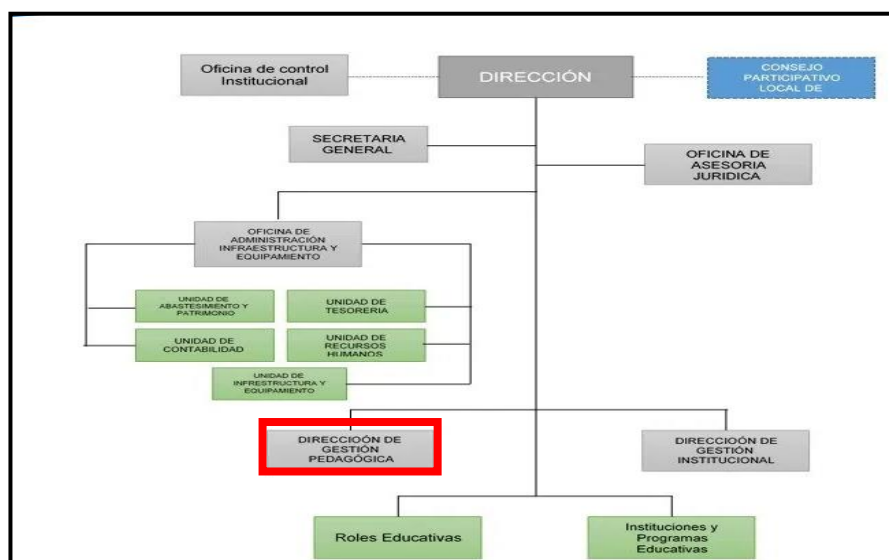 Oficina de control
Institucional
DIRECCIÓN
CONSEJO
PARTICIPATIVO
LOCAL DE
SECRETARIA
GENERAL
OFICINA DE
ASESORIA
JURIDICA
OFICINA DE
ADMINISTRACIÓN
INFRAESTRUCTURA Y
EQUIPAMIENTO
UNIDAD DE
ABASTESIMIENTO Y
PATRIMONIO
UNIDAD DE
TESORERIA
UNIDAD DE
CONTABILIDAD
UNIDAD DE
RECURSOS
HUMANOS
UNIDAD DE
INFRESTRUCTURA Y
EQUIPAMIENTO
DIRECCIOÓN DE
GESTIÓN
PEDAGÓGICA
DIRECCIOÓN DE
GESTIÓN
INSTITUCIONAL
Roles Educativas
Instituciones y
Programas
Educativas